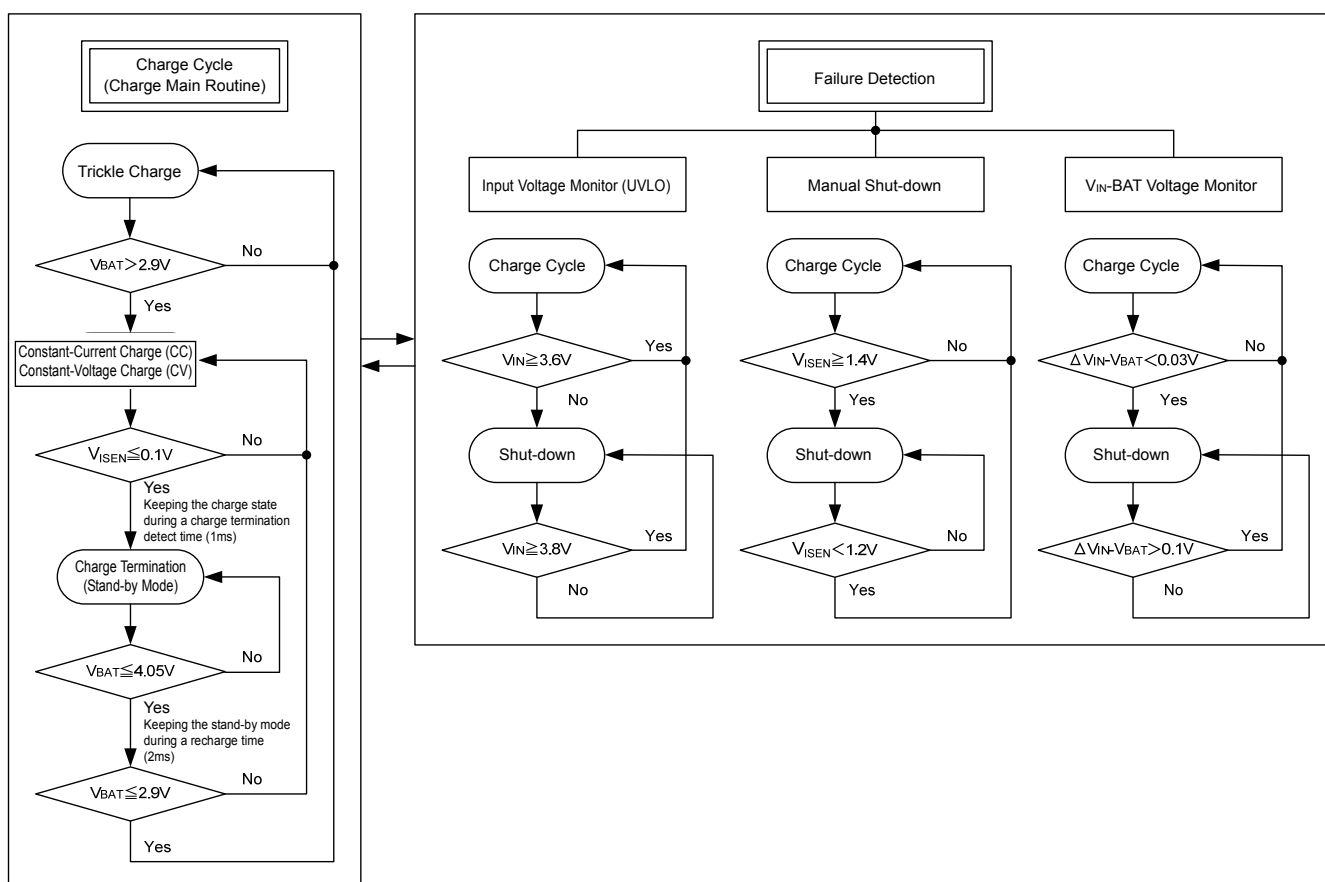 Charge Cycle
(Charge Main Routine)
Trickle Charge
VBAT＞2.9V
No
Yes
Constant-Current Charge (CC)
Constant-Voltage Charge (CV)
VISEN≦0.1V
No
Yes
Keeping the charge state
during a charge termination
detect time (1ms)
Charge Termination
(Stand-by Mode)
VBAT≦4.05V
No
Yes
Keeping the stand-by mode
during a recharge time
(2ms)
VBAT≦2.9V
No
Yes
Failure Detection
Input Voltage Monitor (UVLO)
Charge Cycle
VIN≧3.6V
Yes
No
Shut-down
VIN≧3.8V
Yes
No
Manual Shut-down
Charge Cycle
VISEN≧1.4V
No
Yes
Shut-down
VISEN＜1.2V
No
Yes
VIN-BAT Voltage Monitor
Charge Cycle
ΔVIN-VBAT＜0.03V
No
Yes
Shut-down
ΔVIN-VBAT＞0.1V
Yes
No